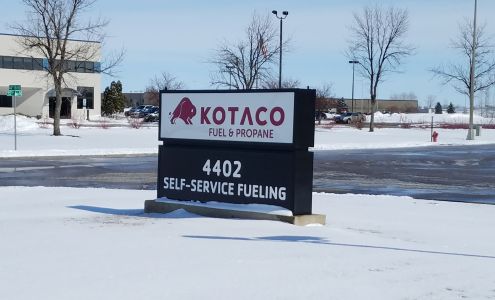 KOTACO
FUEL & PROPANE
4402
SELF-SERVICE FUELING